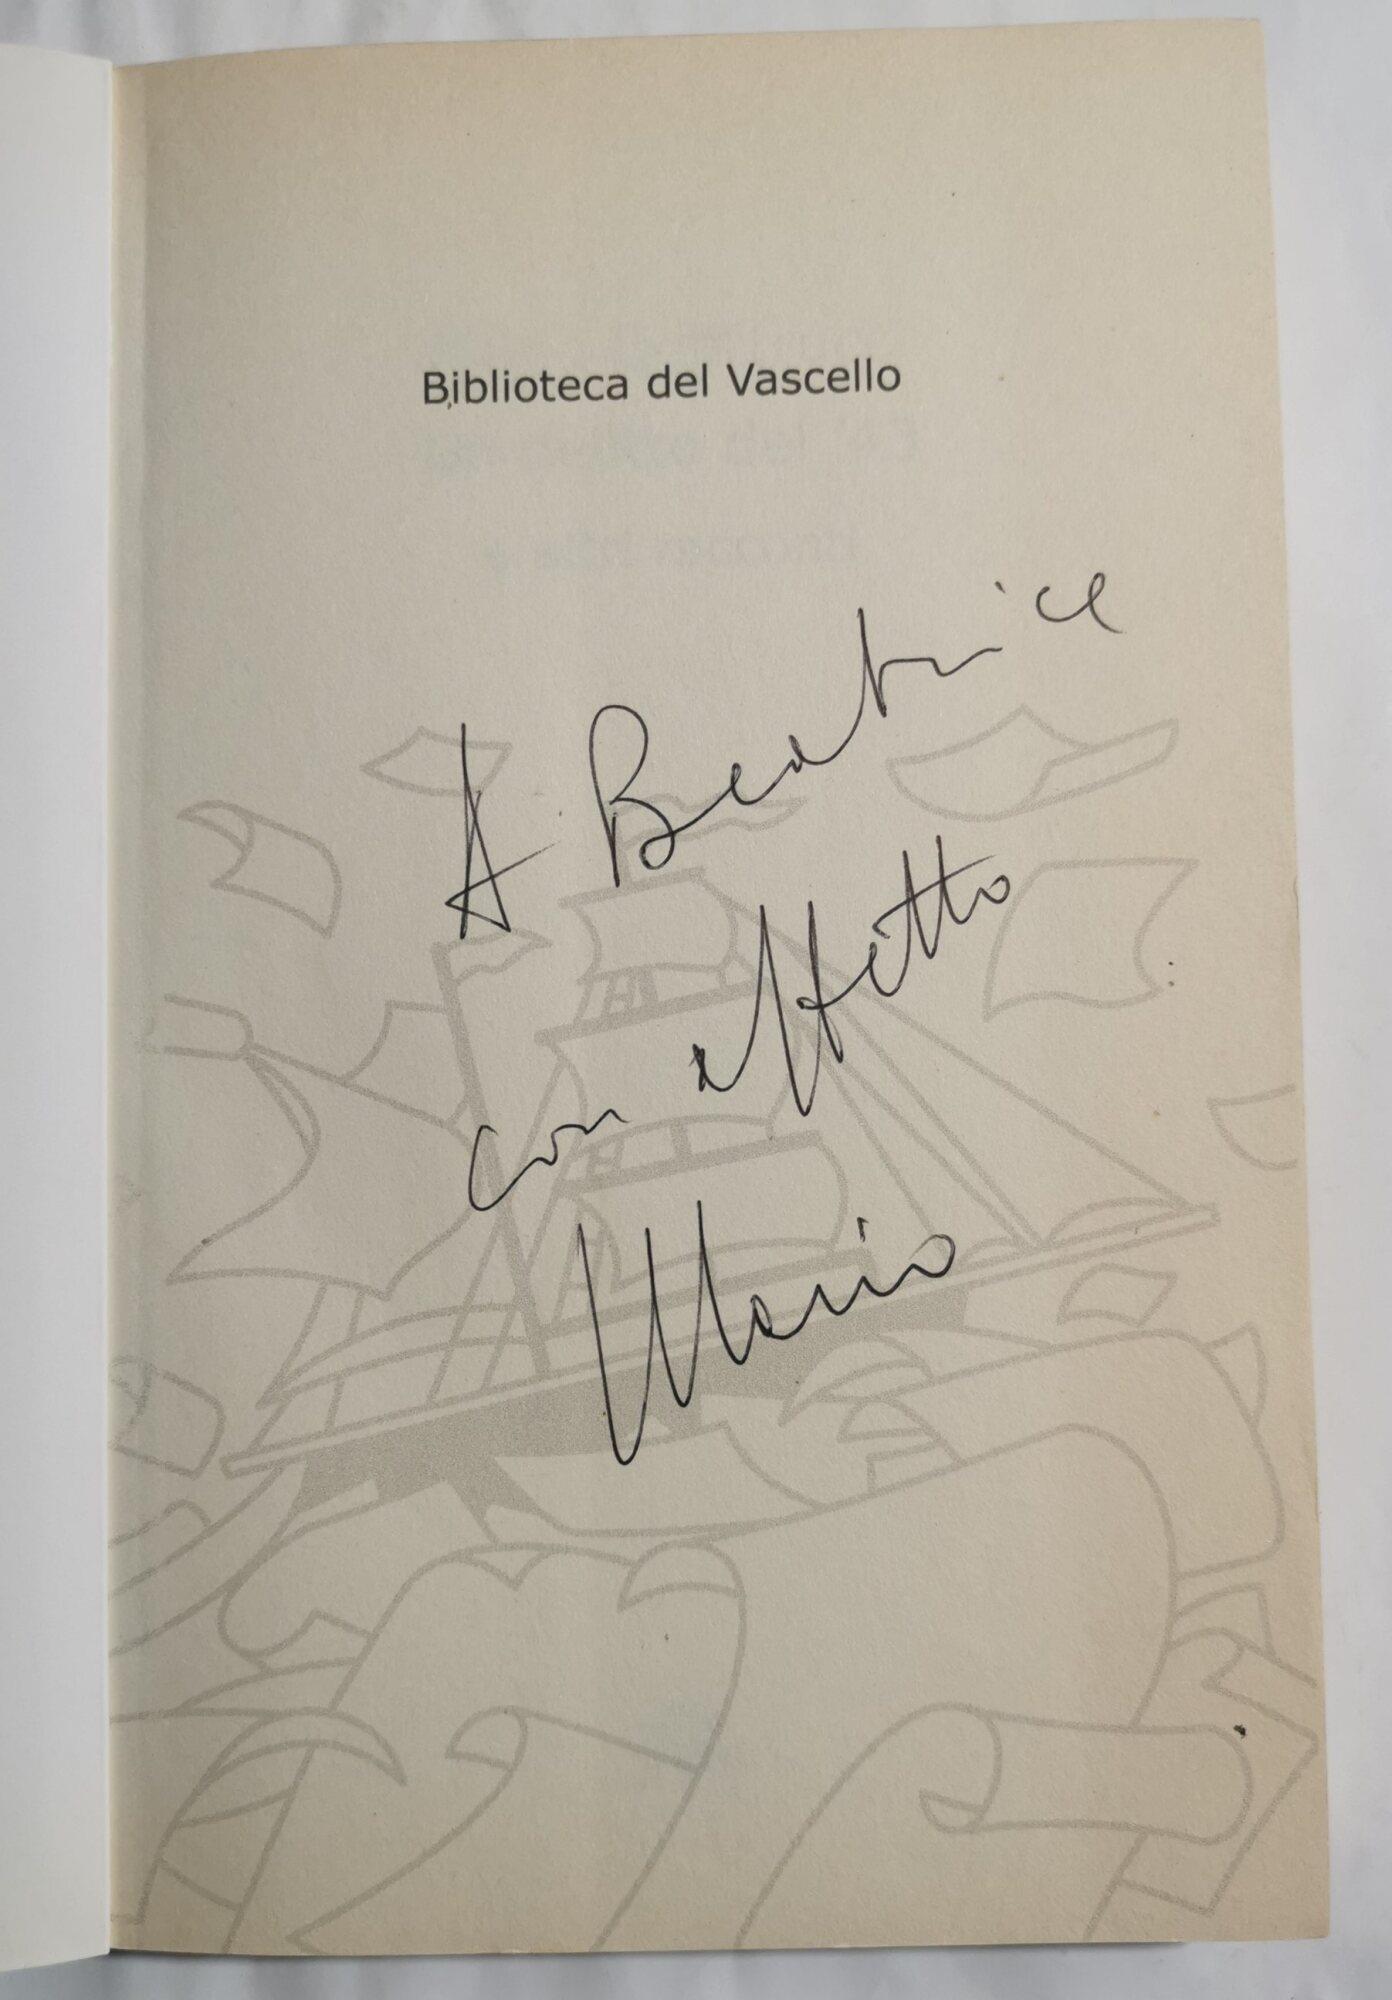 Biblioteca del Vascello
A Beatrice
con affetto
Mario